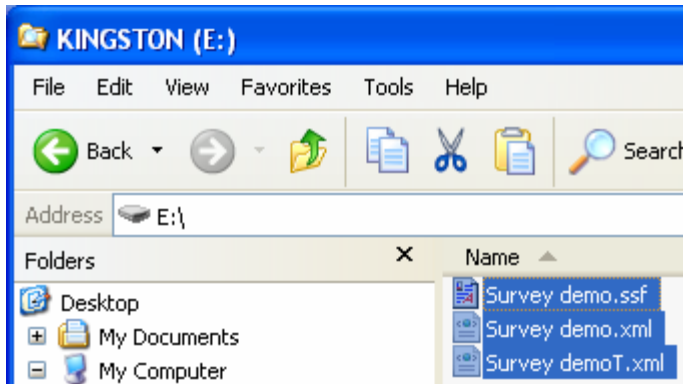 KINGSTON (E:)
File Edit View Favorites Tools Help
Back Search
Address E:\
Folders X Name
Desktop Survey demo.ssf
My Documents Survey demo.xml
My Computer Survey demoT.xml